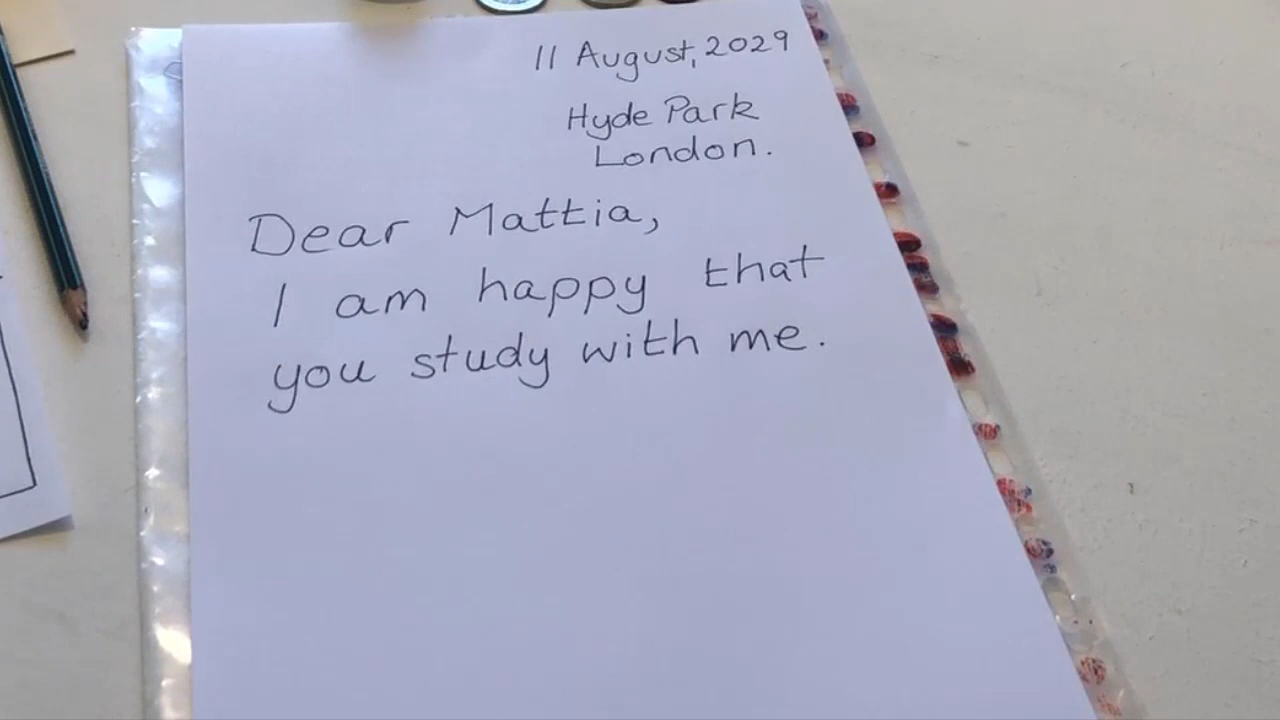 11 August, 2029
Hyde Park
London.
Dear Mattia,
I am happy that
you study with me.